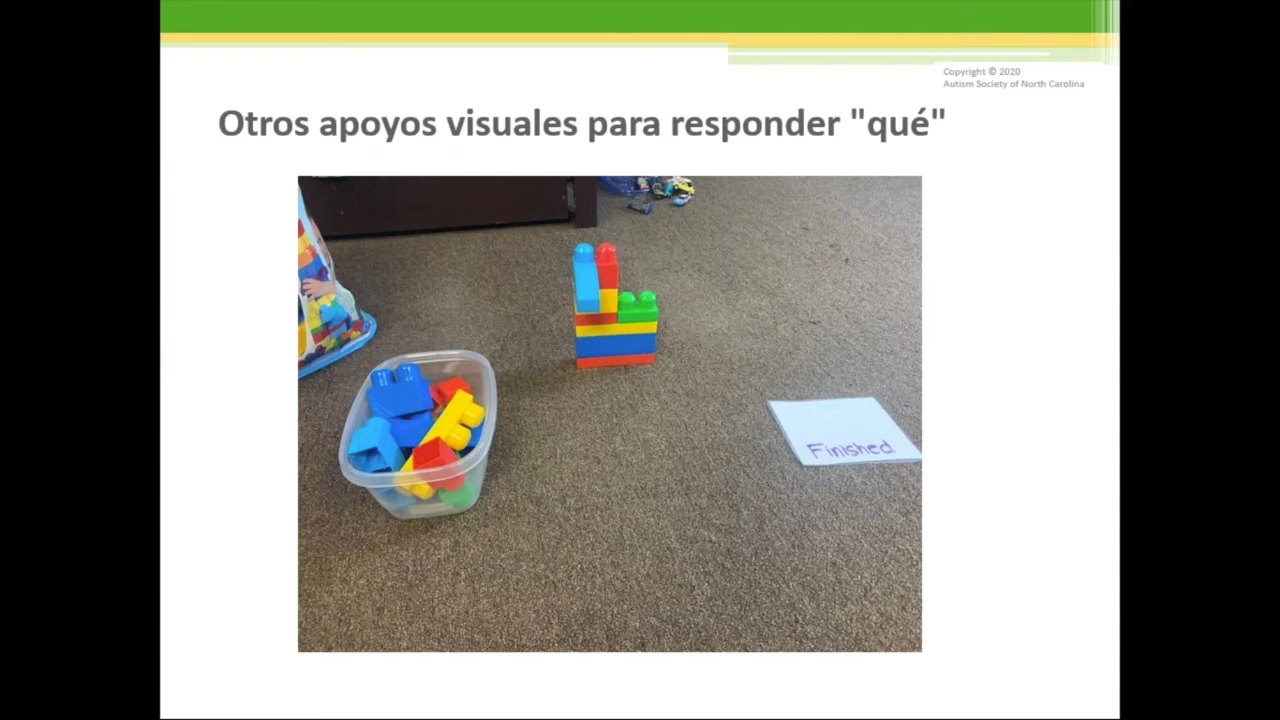 Copyright © 2020
Autism Society of North Carolina
Otros apoyos visuales para responder "qué"
Finished